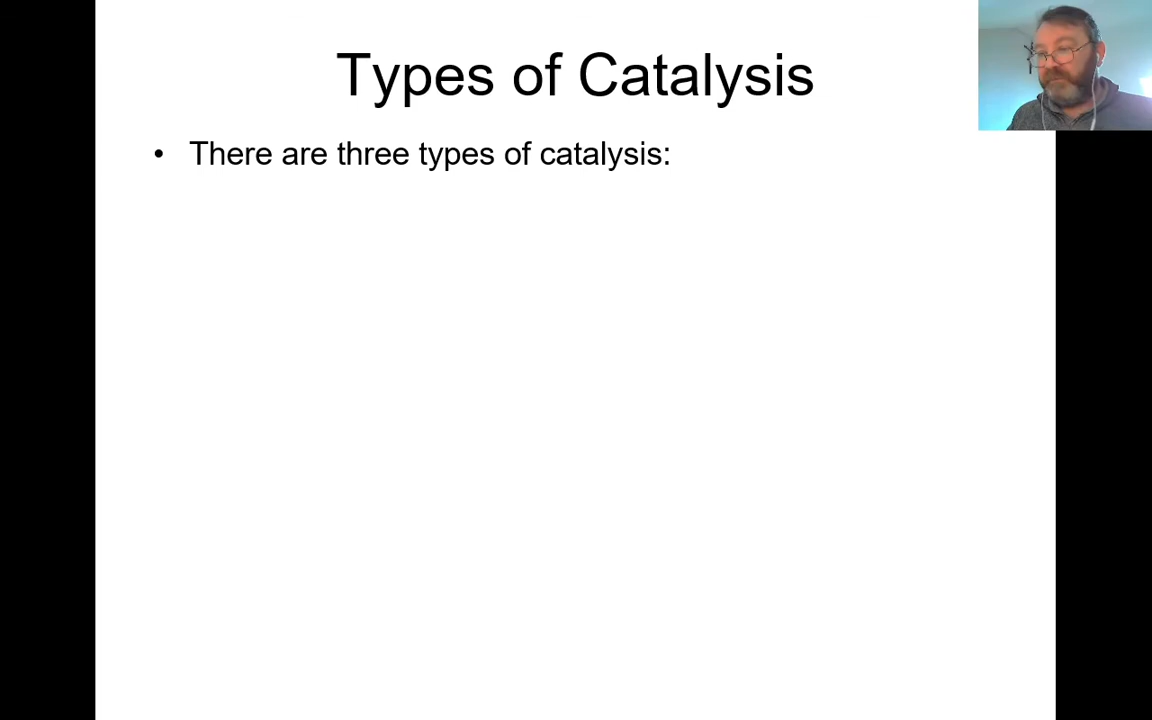 Types of Catalysis
• There are three types of catalysis: